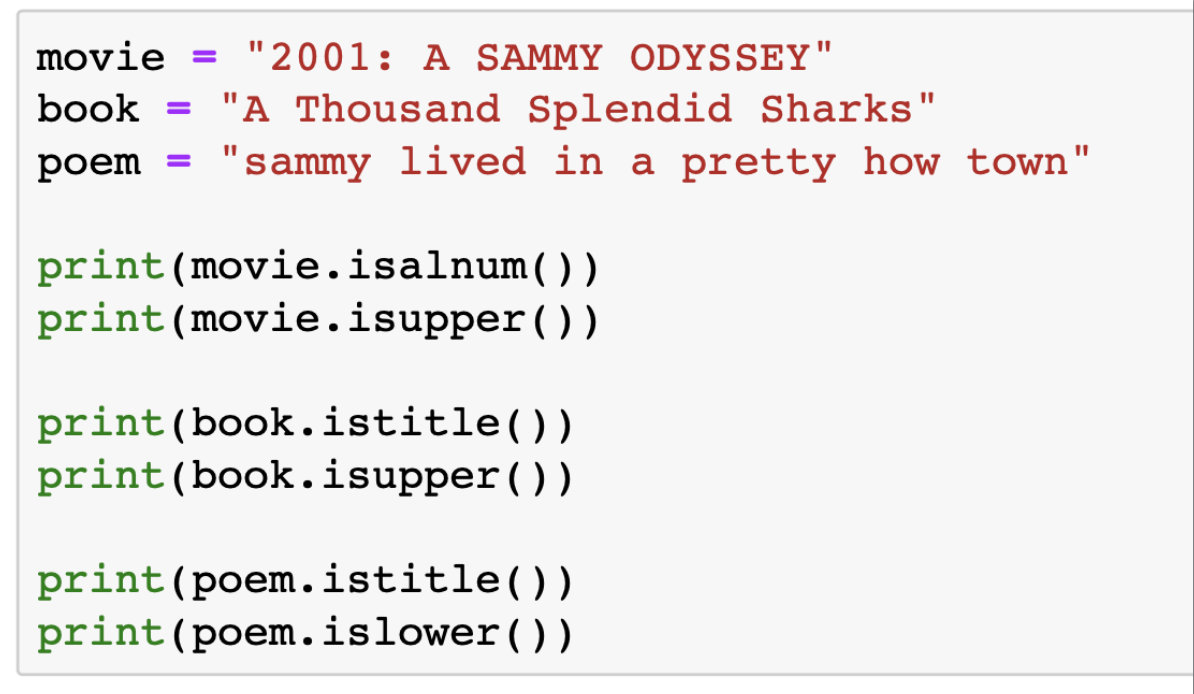 movie = "2001: A SAMMY ODYSSEY"
book = "A Thousand Splendid Sharks"
poem = "sammy lived in a pretty how town"
print(movie.isalnum())
print(movie.isupper())
print(book.istitle())
print(book.isupper())
print(poem.istitle())
print(poem.islower())